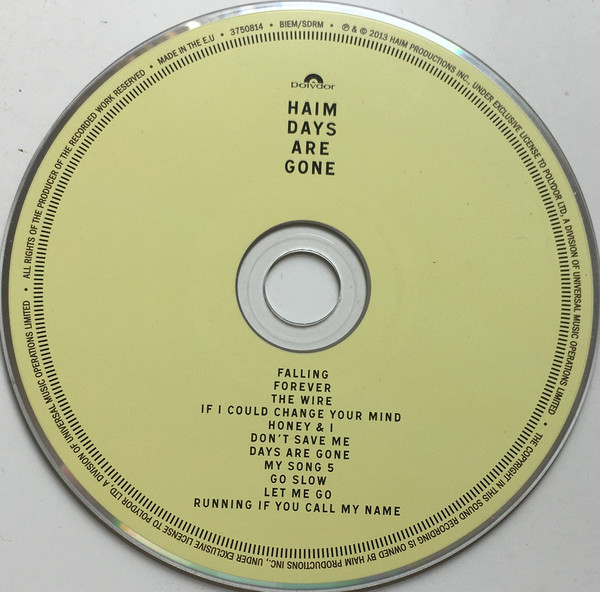 Polydor
HAIM
DAYS
ARE
GONE
FALLING
FOREVER
THE WIRE
IF I COULD CHANGE YOUR MIND
HONEY & I
DON'T SAVE ME
DAYS ARE GONE
MY SONG 5
GO SLOW
LET ME GO
RUNNING IF YOU CALL MY NAME
ALL RIGHTS OF THE PRODUCER OF THE RECORDED WORK RESERVED • MADE IN THE E.U • 3750814 • BIEM/SDRM • ℗ & © 2013 HAIM PRODUCTIONS INC., UNDER EXCLUSIVE LICENSE TO POLYDOR LTD, A DIVISION OF UNIVERSAL MUSIC OPERATIONS LIMITED • THE COPYRIGHT IN THIS SOUND RECORDING IS OWNED BY HAIM PRODUCTIONS INC., UNDER EXCLUSIVE LICENSE TO POLYDOR LTD, A DIVISION OF UNIVERSAL MUSIC OPERATIONS LIMITED •